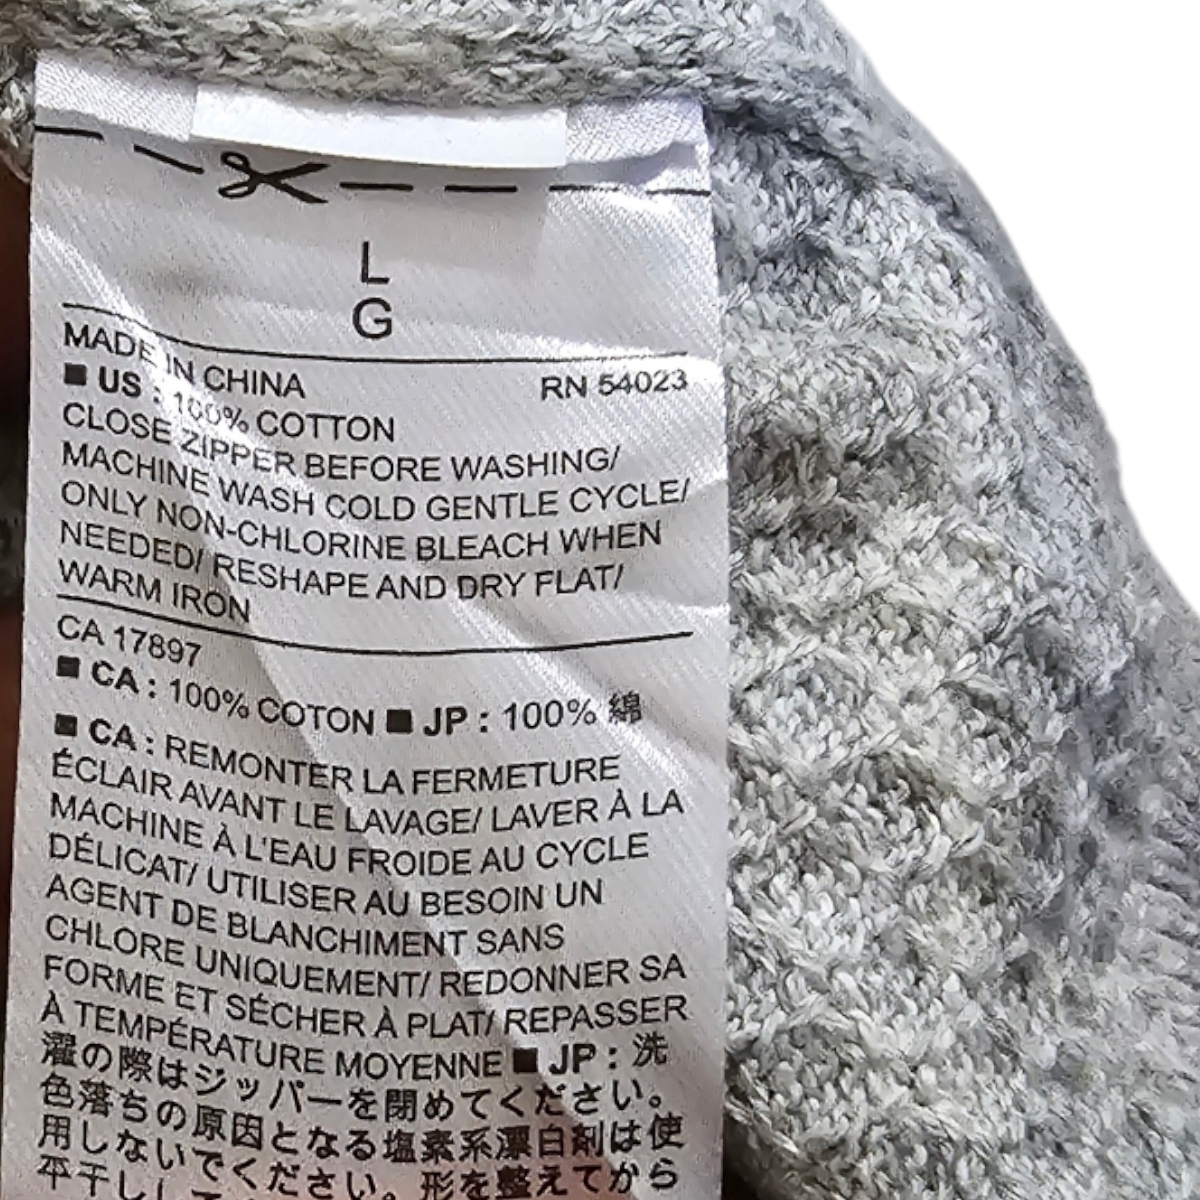 L
G
MADE IN CHINA RN 54023
■ US : 100% COTTON
CLOSE ZIPPER BEFORE WASHING/
MACHINE WASH COLD GENTLE CYCLE/
ONLY NON-CHLORINE BLEACH WHEN
NEEDED/ RESHAPE AND DRY FLAT/
WARM IRON
CA 17897
■ CA : 100% COTON ■ JP : 100% 綿
■ CA : REMONTER LA FERMETURE
ÉCLAIR AVANT LE LAVAGE/ LAVER À LA
MACHINE À L'EAU FROIDE AU CYCLE
DÉLICAT/ UTILISER AU BESOIN UN
AGENT DE BLANCHIMENT SANS
CHLORE UNIQUEMENT/ REDONNER SA
FORME ET SÉCHER À PLAT/ REPASSER
À TEMPÉRATURE MOYENNE ■ JP : 洗
濯の際はジッパーを閉めてください。
色落ちの原因となる塩素系漂白剤は使
用しないでください。形を整えてから
平干しし